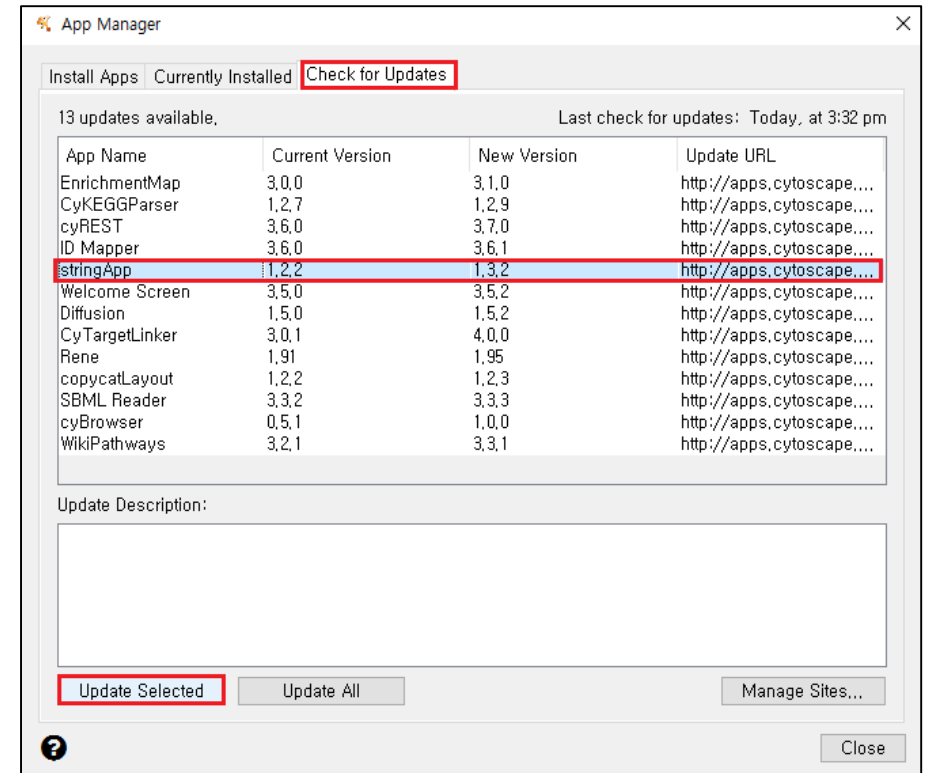 App Manager
Install Apps Currently Installed Check for Updates
13 updates available. Last check for updates: Today, at 3:32 pm
App Name Current Version New Version Update URL
EnrichmentMap 3.0.0 3.1.0 http://apps.cytoscape....
CyKEGGParser 1.2.7 1.2.9 http://apps.cytoscape....
cyREST 3.6.0 3.7.0 http://apps.cytoscape....
ID Mapper 3.6.0 3.6.1 http://apps.cytoscape....
stringApp 1.2.2 1.3.2 http://apps.cytoscape....
Welcome Screen 3.5.0 3.5.2 http://apps.cytoscape....
Diffusion 1.5.0 1.5.2 http://apps.cytoscape....
CyTargetLinker 3.0.1 4.0.0 http://apps.cytoscape....
Rene 1.91 1.95 http://apps.cytoscape....
copycatLayout 1.2.2 1.2.3 http://apps.cytoscape....
SBML Reader 3.3.2 3.3.3 http://apps.cytoscape....
cyBrowser 0.5.1 1.0.0 http://apps.cytoscape....
WikiPathways 3.2.1 3.3.1 http://apps.cytoscape....
Update Description:
Update Selected Update All Manage Sites...
? Close